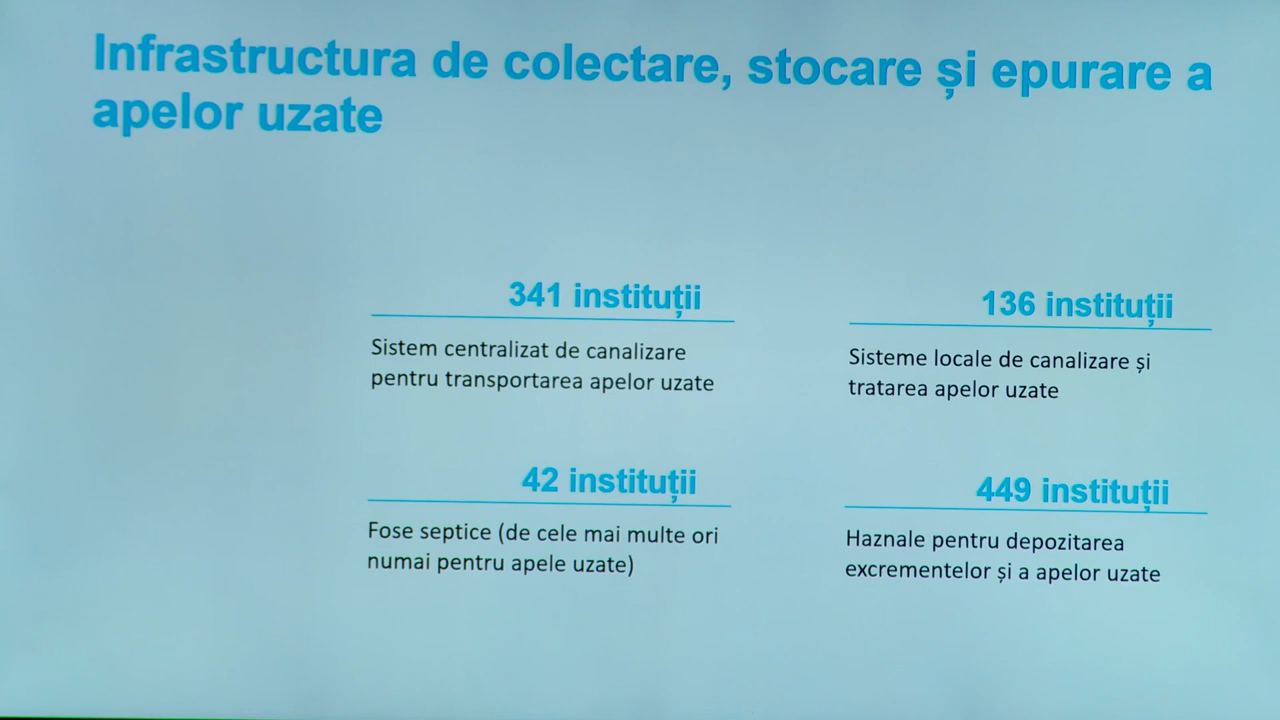 Infrastructura de colectare, stocare și epurare a
apelor uzate
341 instituții
Sistem centralizat de canalizare
pentru transportarea apelor uzate
136 instituții
Sisteme locale de canalizare și
tratarea apelor uzate
42 instituții
Fose septice (de cele mai multe ori
numai pentru apele uzate)
449 instituții
Haznale pentru depozitarea
excrementelor și a apelor uzate